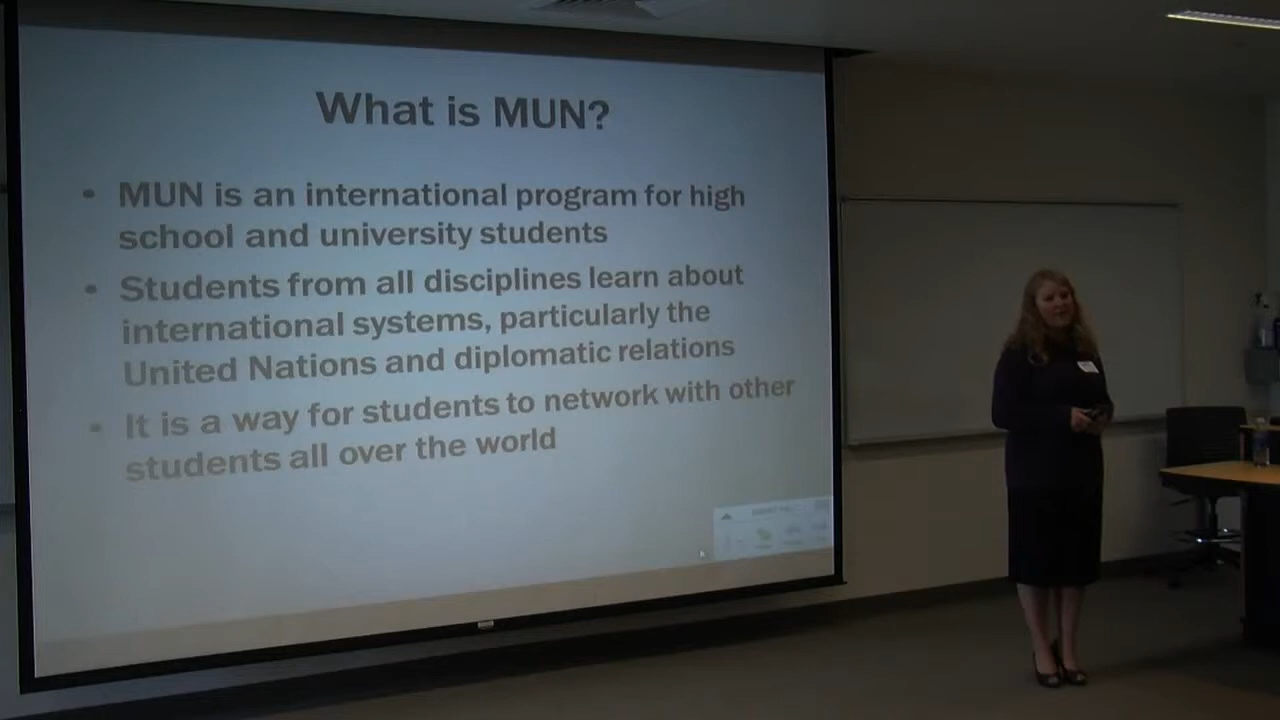 What is MUN?
• MUN is an international program for high
school and university students
• Students from all disciplines learn about
international systems, particularly the
United Nations and diplomatic relations
• It is a way for students to network with other
students all over the world